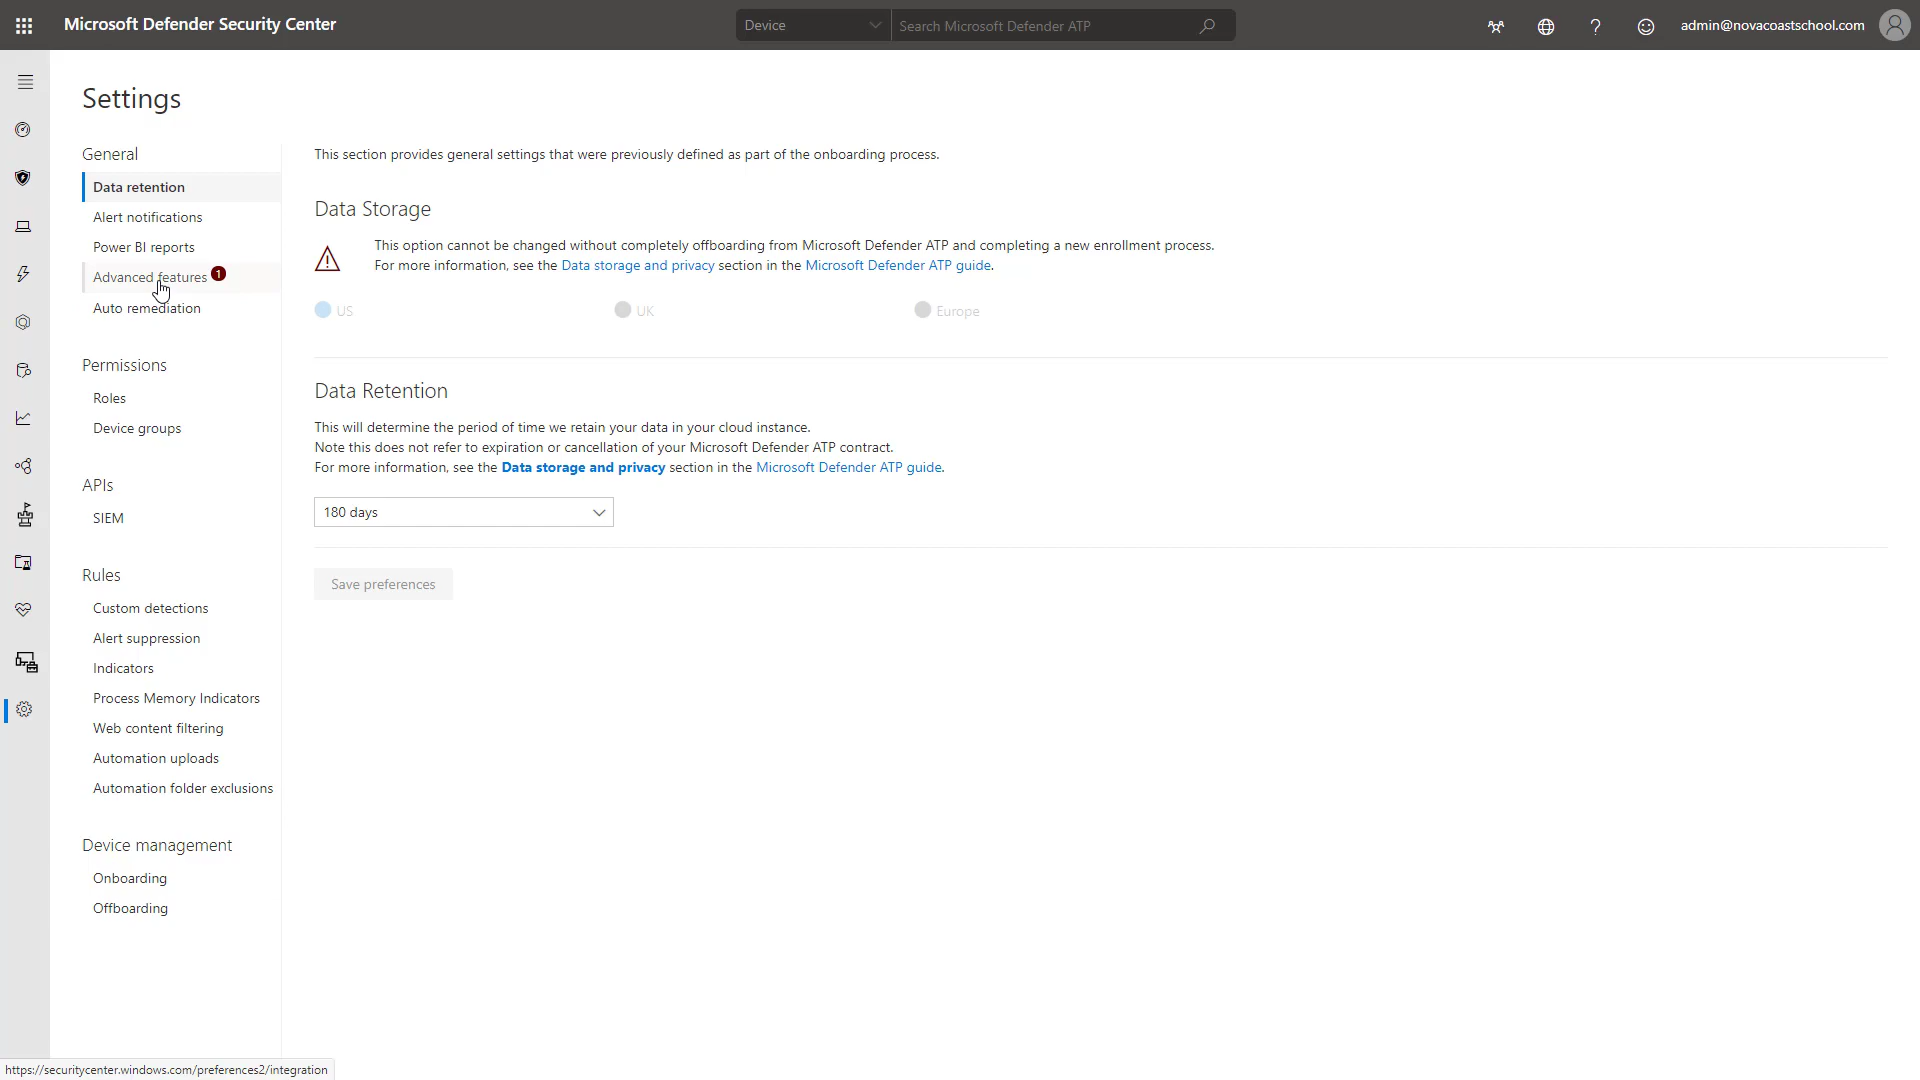 Microsoft Defender Security Center
Device
Search Microsoft Defender ATP
?
admin@novacoastschool.com
Settings
General
Data retention
Alert notifications
Power BI reports
Advanced features 1
Auto remediation
Permissions
Roles
Device groups
APIs
SIEM
Rules
Custom detections
Alert suppression
Indicators
Process Memory Indicators
Web content filtering
Automation uploads
Automation folder exclusions
Device management
Onboarding
Offboarding
This section provides general settings that were previously defined as part of the onboarding process.
Data Storage
This option cannot be changed without completely offboarding from Microsoft Defender ATP and completing a new enrollment process.
For more information, see the Data storage and privacy section in the Microsoft Defender ATP guide.
US
UK
Europe
Data Retention
This will determine the period of time we retain your data in your cloud instance.
Note this does not refer to expiration or cancellation of your Microsoft Defender ATP contract.
For more information, see the Data storage and privacy section in the Microsoft Defender ATP guide.
180 days
Save preferences
https://securitycenter.windows.com/preferences2/integration